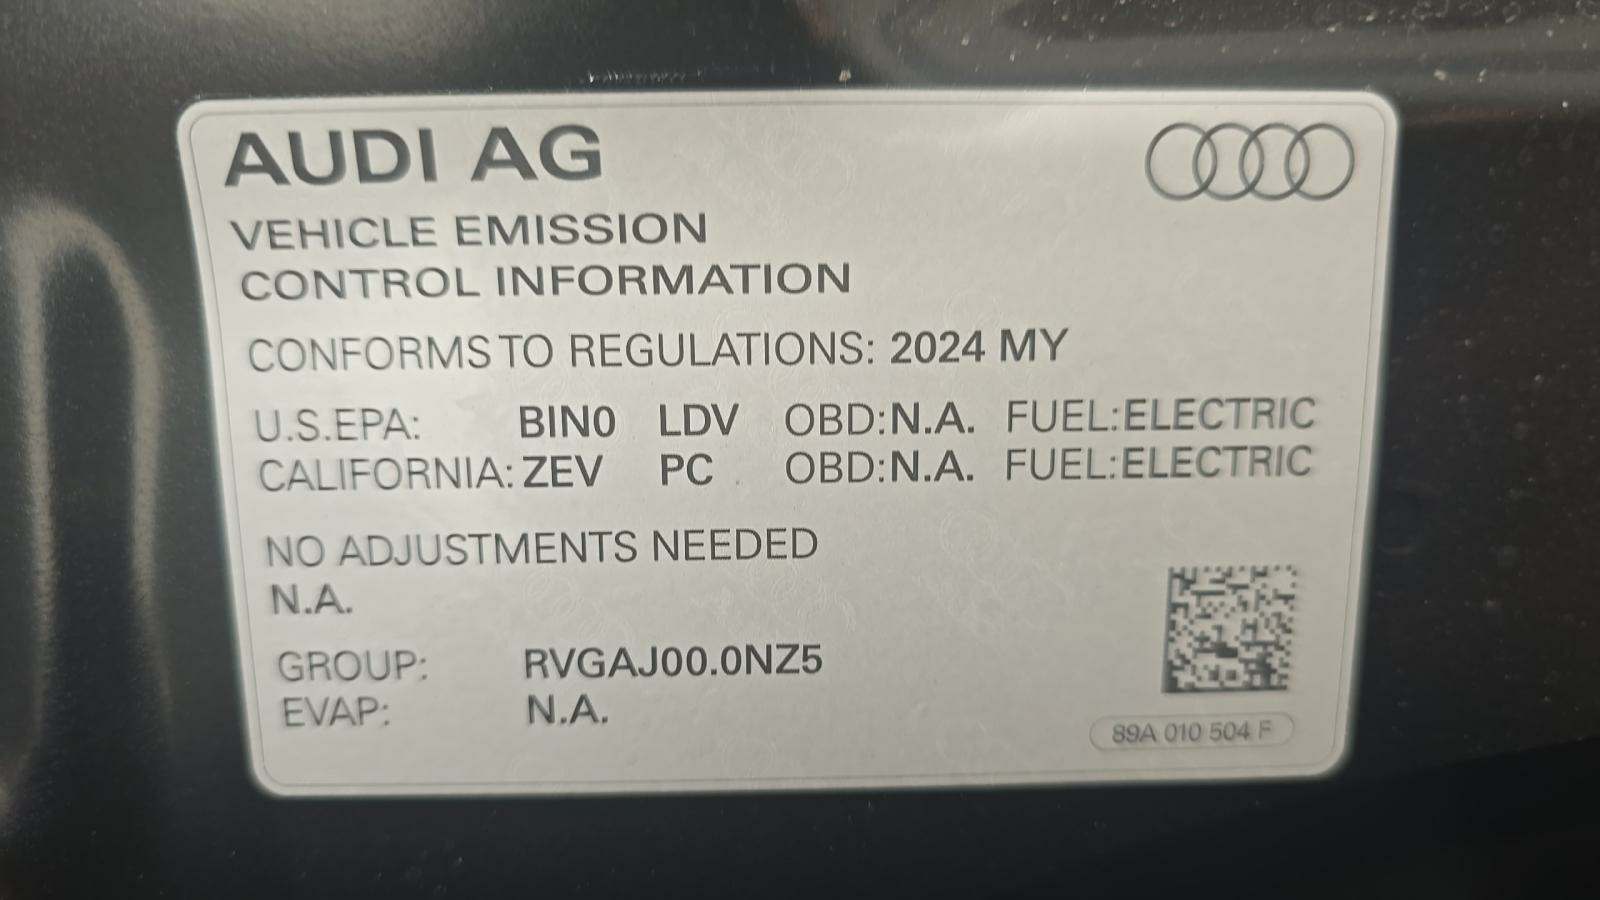 AUDI AG
VEHICLE EMISSION
CONTROL INFORMATION
CONFORMS TO REGULATIONS: 2024 MY
U.S.EPA: BIN0 LDV OBD:N.A. FUEL:ELECTRIC
CALIFORNIA: ZEV PC OBD:N.A. FUEL:ELECTRIC
NO ADJUSTMENTS NEEDED
N.A.
GROUP: RVGAJ00.0NZ5
EVAP: N.A.
89A 010 504 F